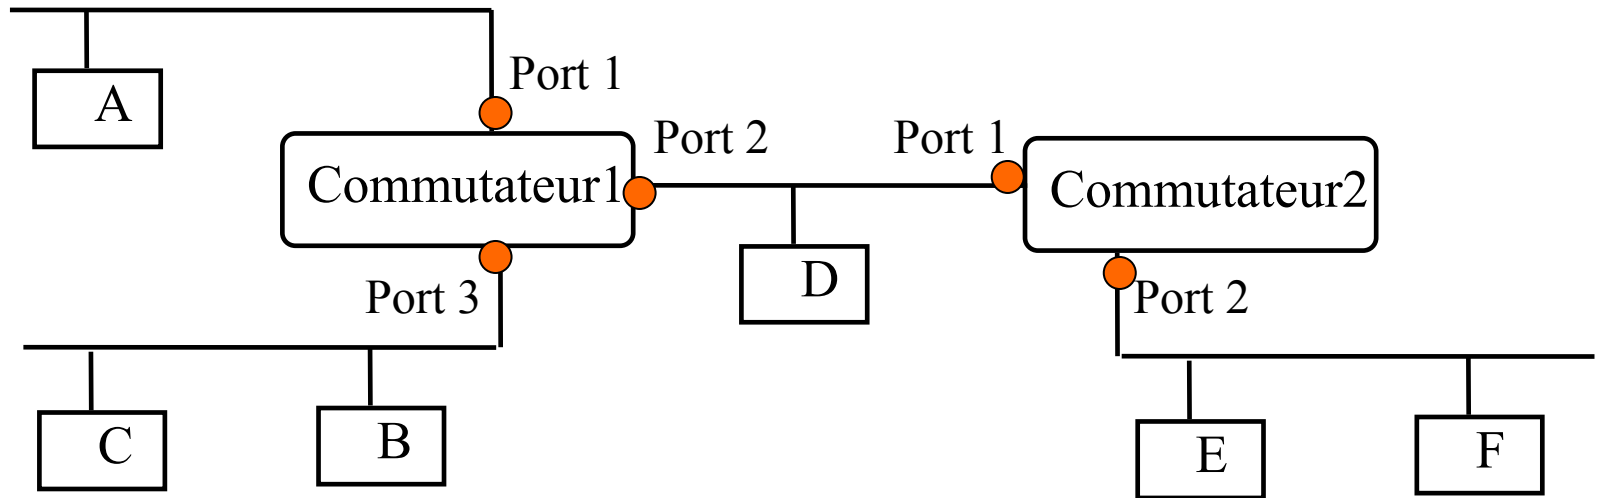 A
Port 1
Commutateur1
Port 2
Port 1
Commutateur2
D
Port 3
Port 2
C
B
E
F